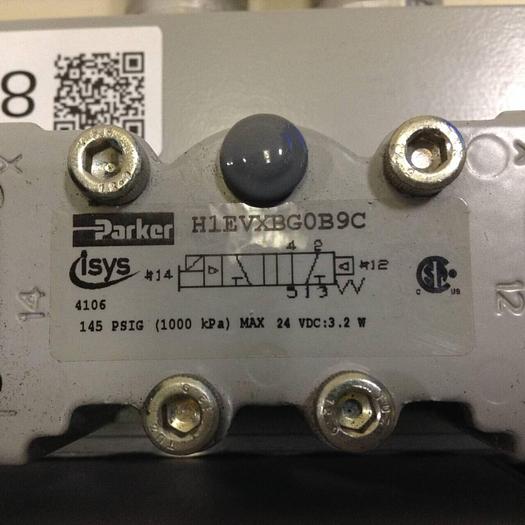 8
Parker H1EVXBG0B9C
isys
4 2
#14 #12
5 1 3
4106
145 PSIG (1000 kPa) MAX 24 VDC:3.2 W
C US
14
12
X